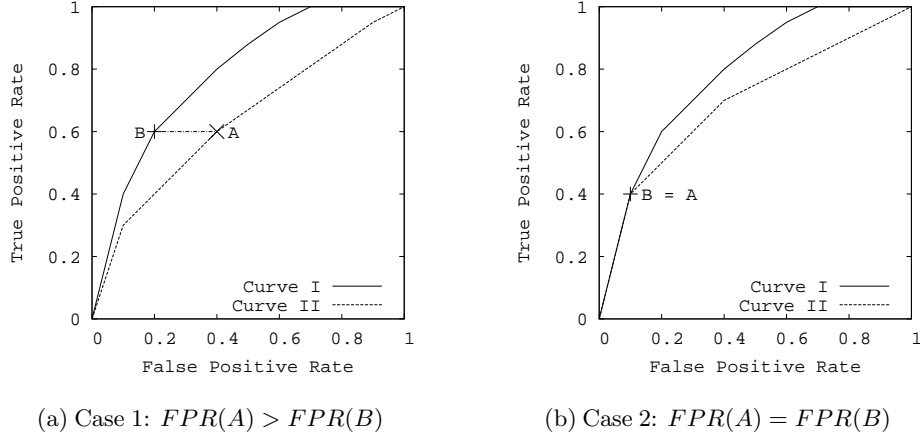 True Positive Rate
1
0.8
0.6
0.4
0.2
0
B
A
Curve I
Curve II
0 0.2 0.4 0.6 0.8 1
False Positive Rate
(a) Case 1: FPR(A) > FPR(B)
True Positive Rate
1
0.8
0.6
0.4
0.2
0
B = A
Curve I
Curve II
0 0.2 0.4 0.6 0.8 1
False Positive Rate
(b) Case 2: FPR(A) = FPR(B)